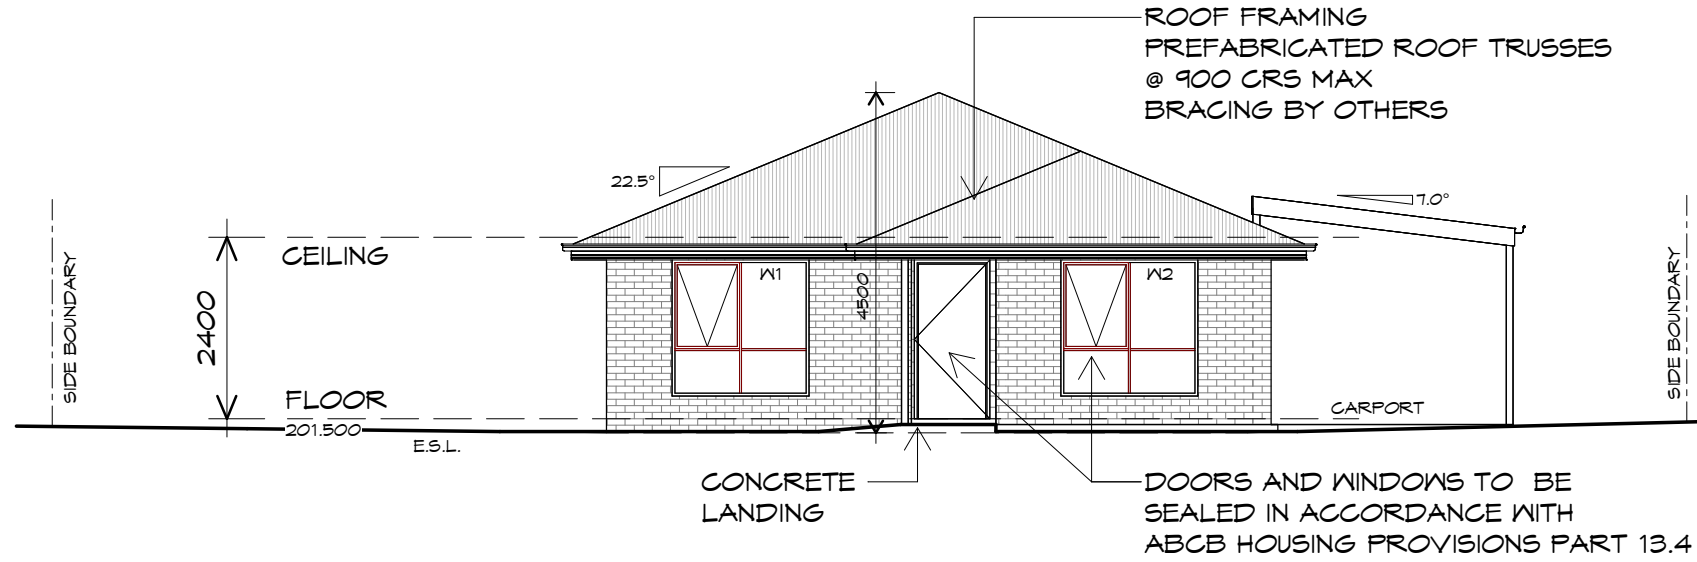 ROOF FRAMING
PREFABRICATED ROOF TRUSSES
@ 900 CRS MAX
BRACING BY OTHERS
22.5°
7.0°
SIDE BOUNDARY
CEILING
2400
FLOOR
201.500
E.S.L.
W1
4500
W2
CARPORT
SIDE BOUNDARY
CONCRETE
LANDING
DOORS AND WINDOWS TO BE
SEALED IN ACCORDANCE WITH
ABCB HOUSING PROVISIONS PART 13.4